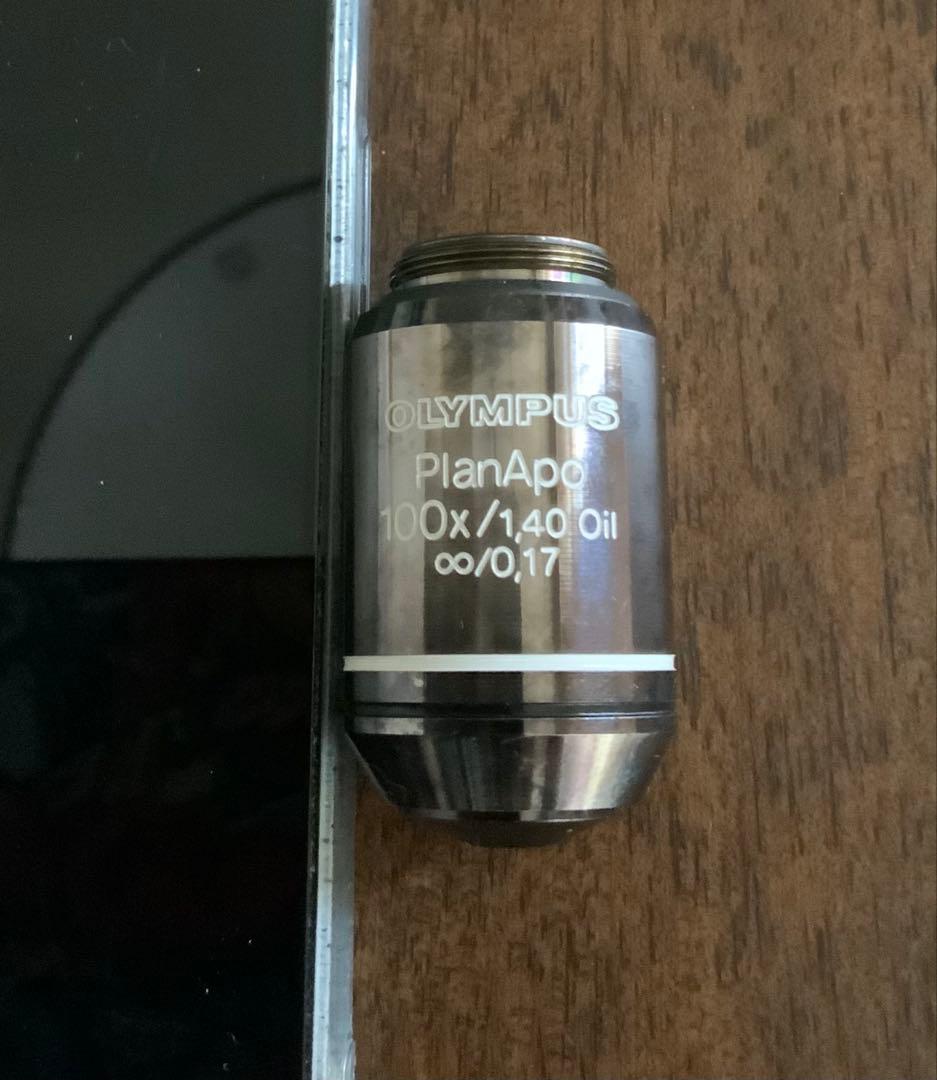 OLYMPUS
PlanApo
100x/1,40 Oil
∞/0,17